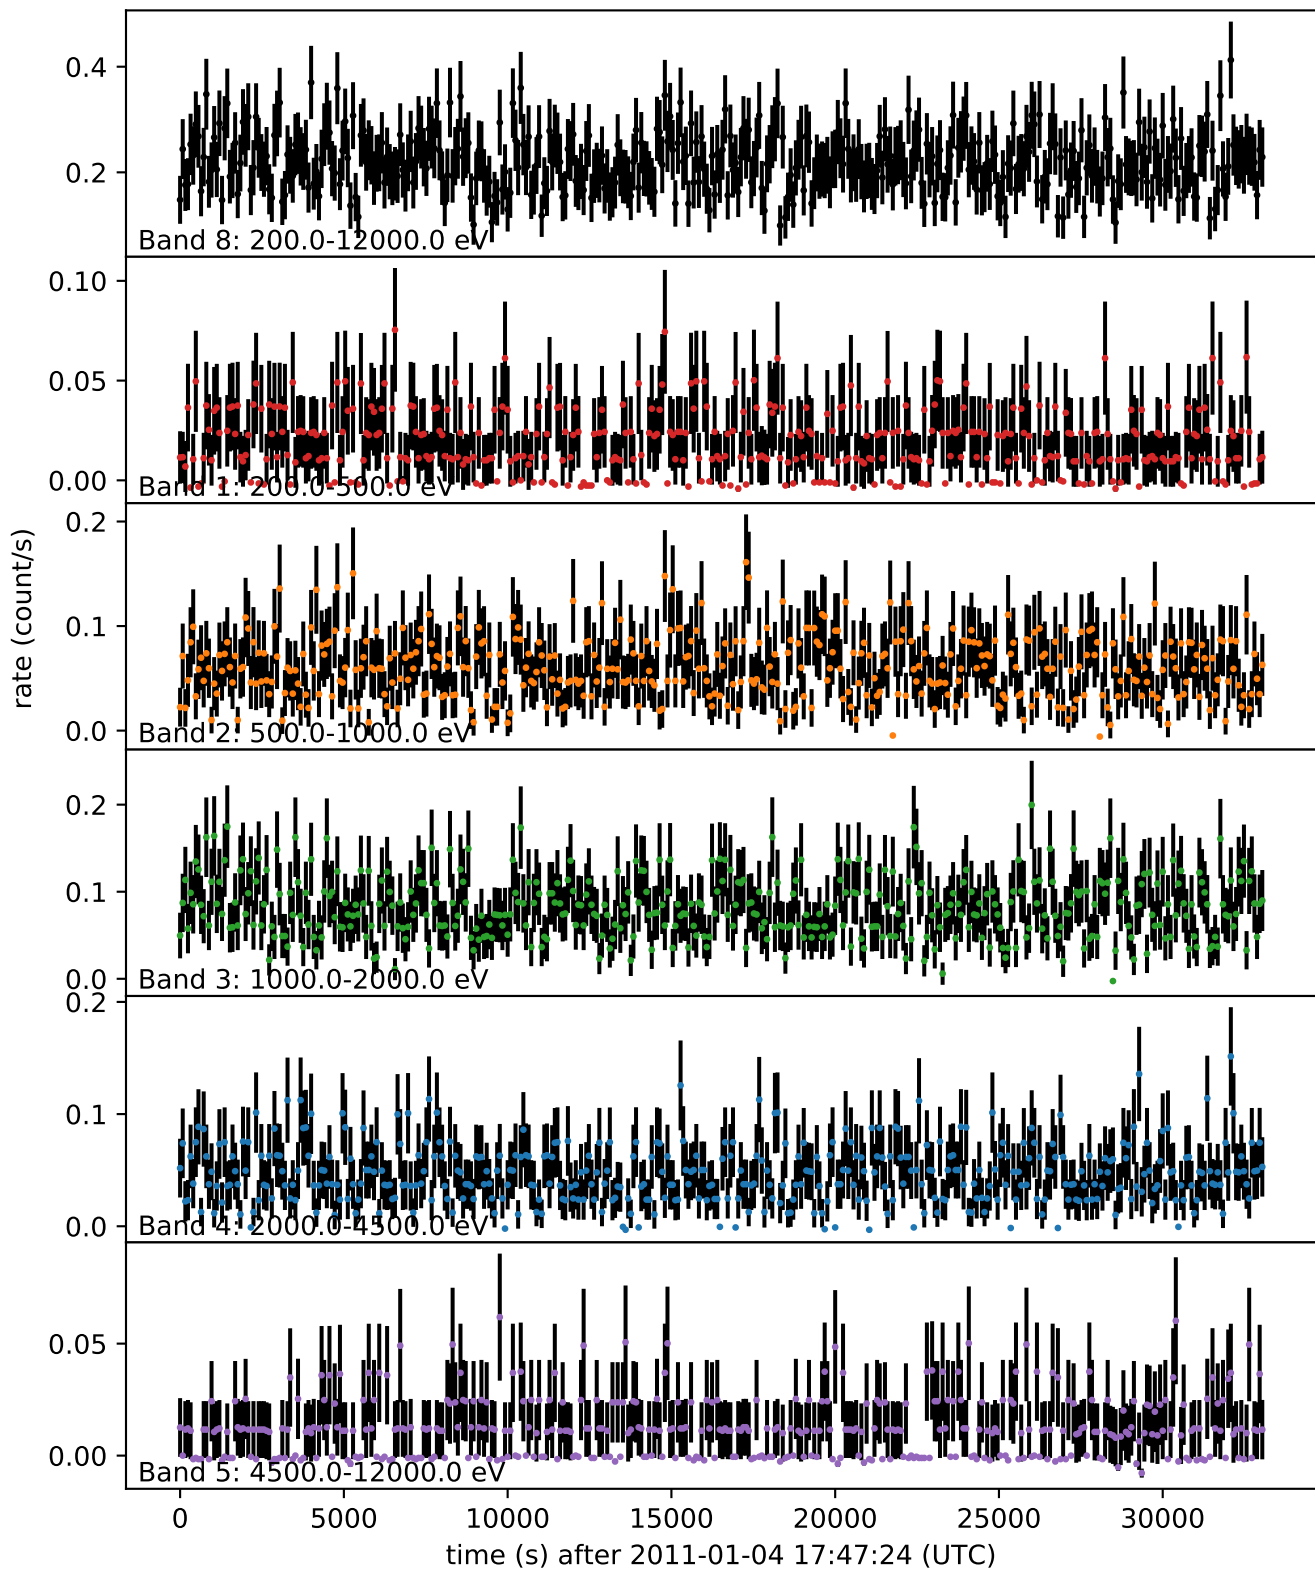 0.4
0.2
Band 8: 200.0-12000.0 eV
0.10
0.05
0.00
Band 1: 200.0-500.0 eV
0.2
0.1
0.0
Band 2: 500.0-1000.0 eV
rate (count/s)
0.2
0.1
0.0
Band 3: 1000.0-2000.0 eV
0.2
0.1
0.0
Band 4: 2000.0-4500.0 eV
0.05
0.00
Band 5: 4500.0-12000.0 eV
0 5000 10000 15000 20000 25000 30000
time (s) after 2011-01-04 17:47:24 (UTC)